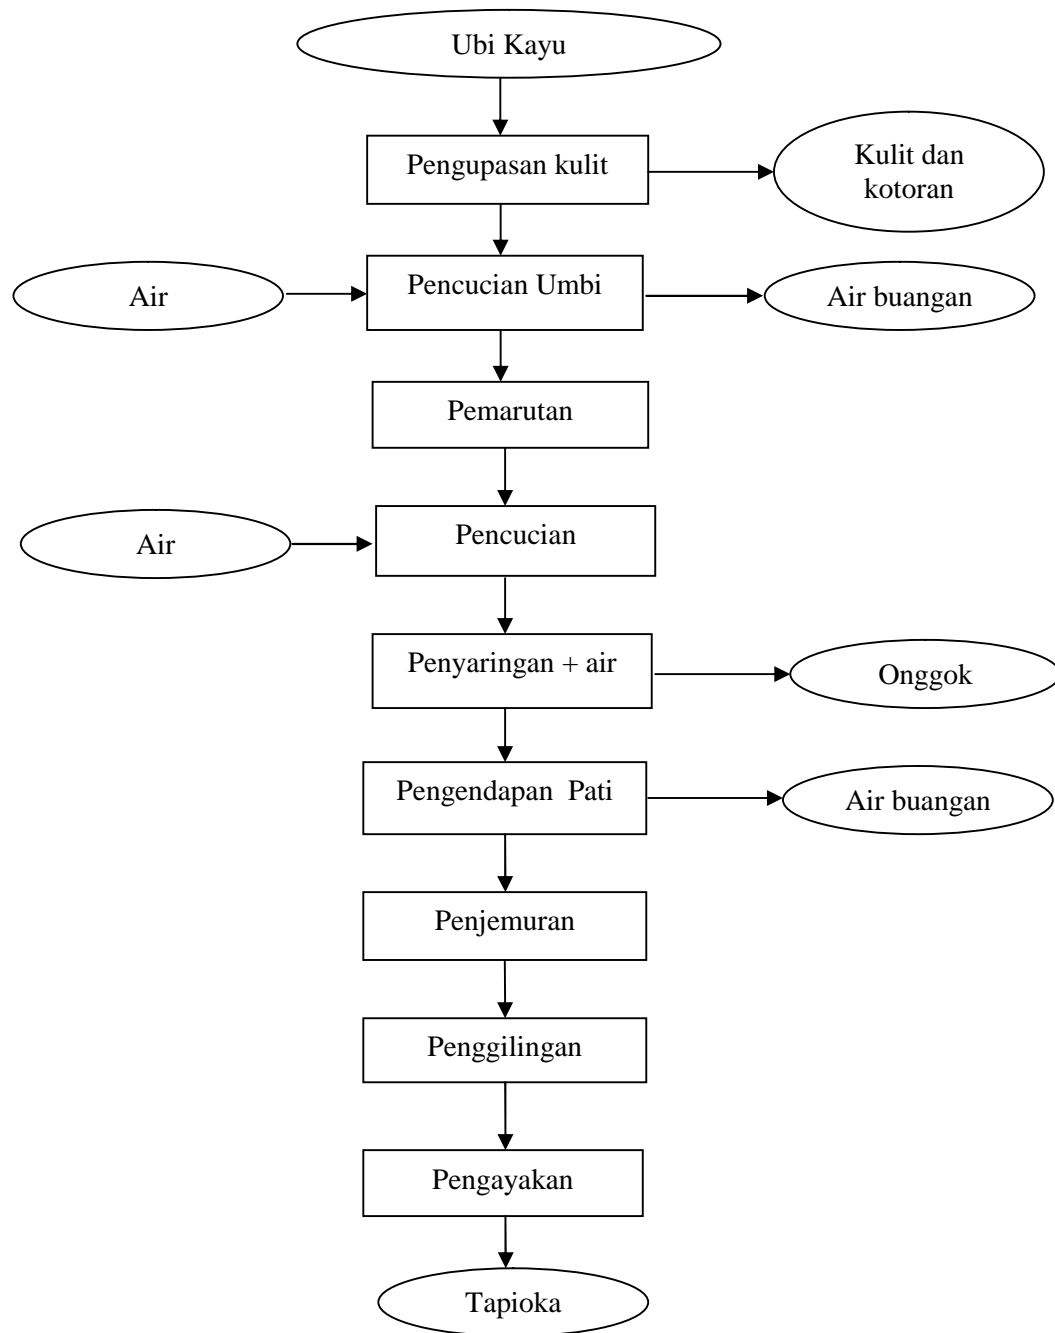 Ubi Kayu
Pengupasan kulit
Kulit dan
kotoran
Air
Pencucian Umbi
Air buangan
Pemarutan
Air
Pencucian
Penyaringan + air
Onggok
Pengendapan  Pati
Air buangan
Penjemuran
Penggilingan
Pengayakan
Tapioka